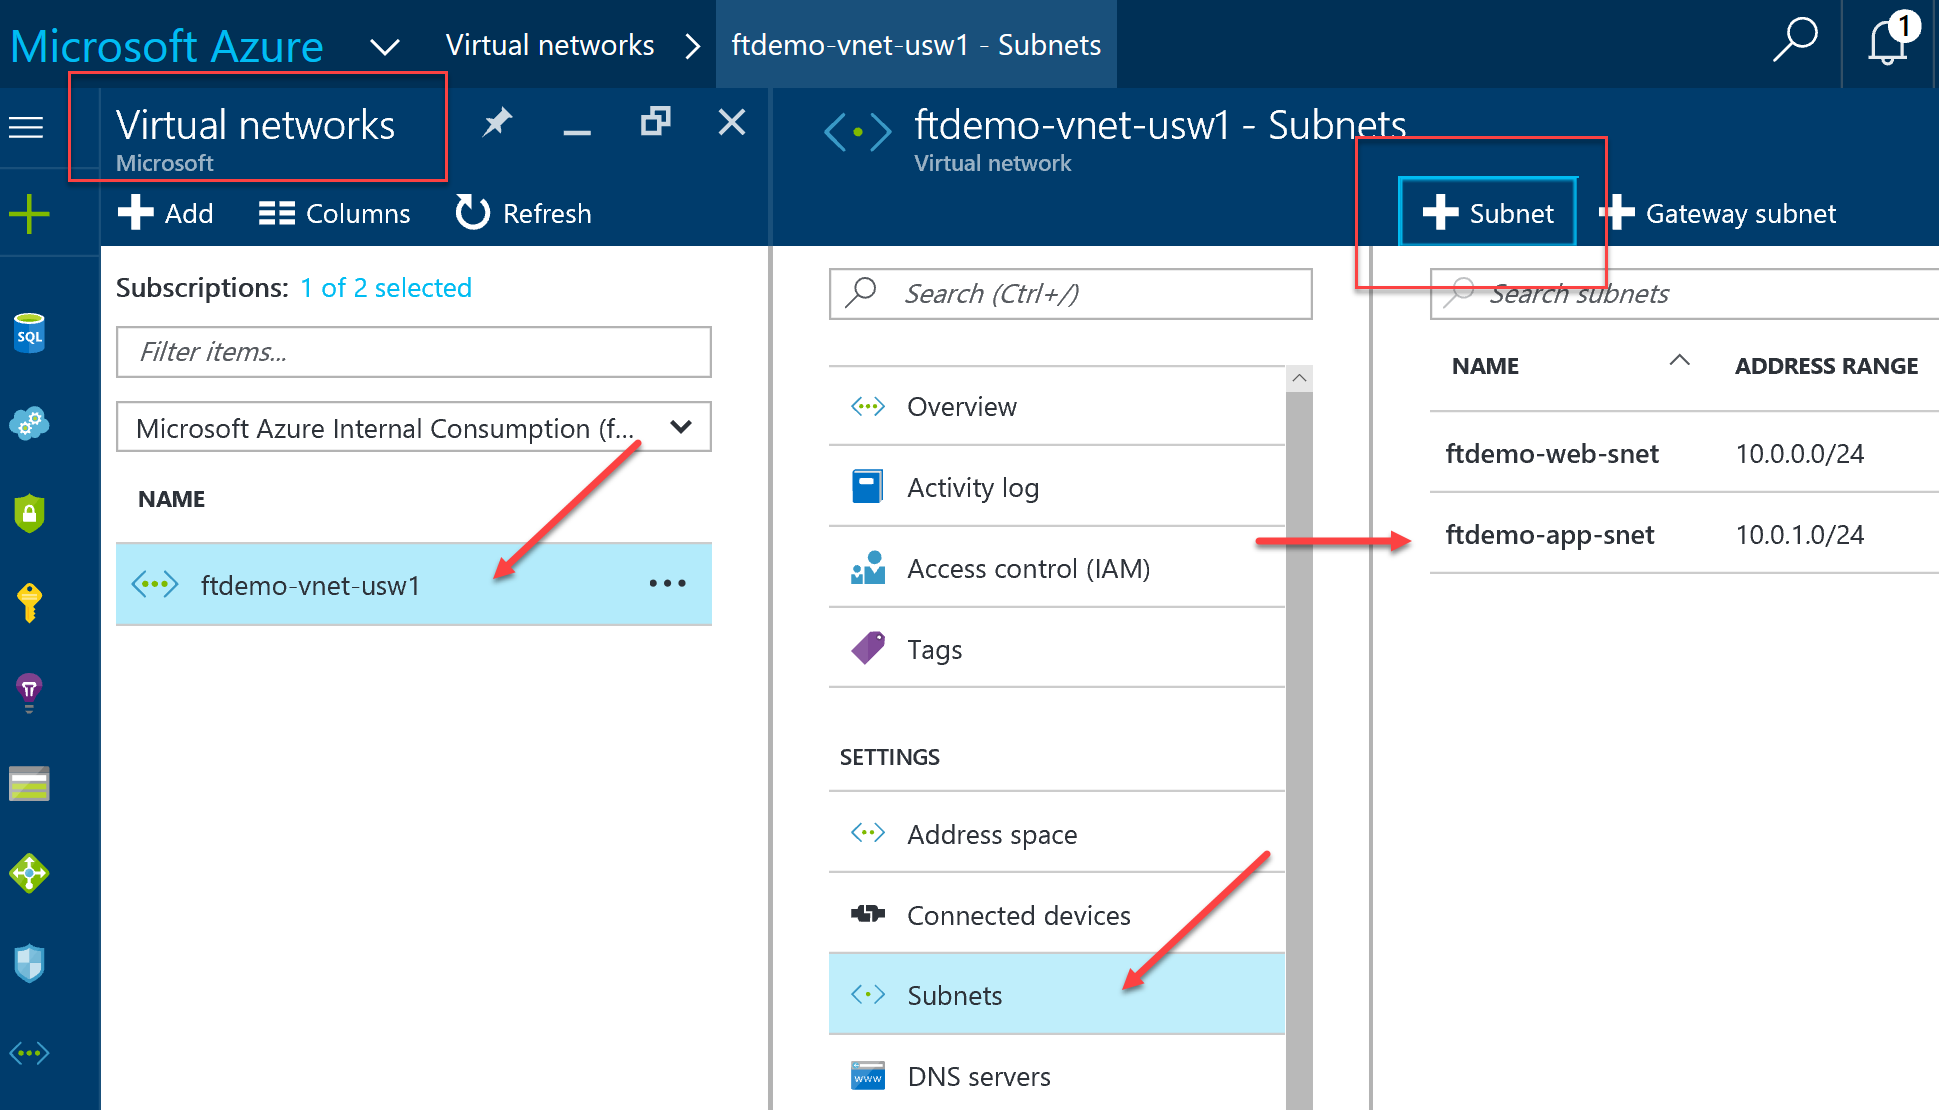 Microsoft Azure
Virtual networks
ftdemo-vnet-usw1 - Subnets
1
Virtual networks
Microsoft
Add
Columns
Refresh
Subscriptions: 1 of 2 selected
Filter items...
Microsoft Azure Internal Consumption (f...
NAME
ftdemo-vnet-usw1
SQL
ftdemo-vnet-usw1 - Subnets
Virtual network
Subnet
Gateway subnet
Search (Ctrl+/)
Overview
Activity log
Access control (IAM)
Tags
SETTINGS
Address space
Connected devices
Subnets
www
DNS servers
Search subnets
NAME ADDRESS RANGE
ftdemo-web-snet 10.0.0.0/24
ftdemo-app-snet 10.0.1.0/24